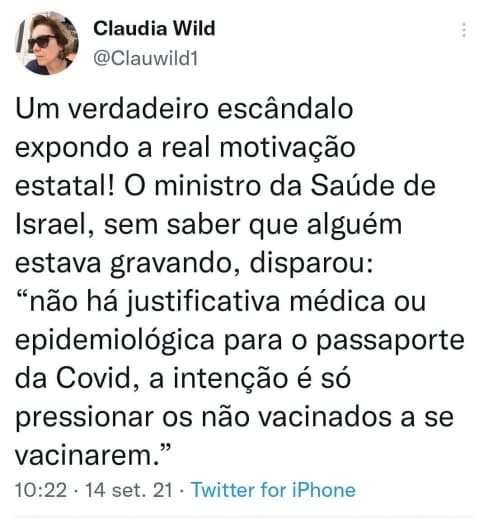 Claudia Wild
@Clauwild1
Um verdadeiro escândalo
expondo a real motivação
estatal! O ministro da Saúde de
Israel, sem saber que alguém
estava gravando, disparou:
“não há justificativa médica ou
epidemiológica para o passaporte
da Covid, a intenção é só
pressionar os não vacinados a se
vacinarem.”
10:22 · 14 set. 21 · Twitter for iPhone